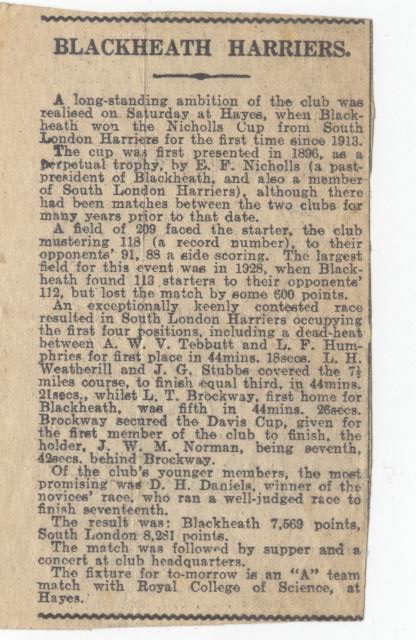 BLACKHEATH HARRIERS.
A long-standing ambition of the club was
realised on Saturday at Hayes, when Black-
heath won the Nicholls Cup from South
London Harriers for the first time since 1913.
The cup was first presented in 1896, as a
perpetual trophy, by E. F. Nicholls (a past-
president of Blackheath, and also a member
of South London Harriers), although there
had been matches between the two clubs for
many years prior to that date.
A field of 209 faced the starter, the club
mustering 118 (a record number), to their
opponents' 91, 88 a side scoring. The largest
field for this event was in 1928, when Black-
heath found 113 starters to their opponents'
112, but lost the match by some 600 points.
An exceptionally keenly contested race
resulted in South London Harriers occupying
the first four positions, including a dead-heat
between A. W. V. Tebbutt and L. F. Hum-
phries for first place in 44mins. 18secs. L. H.
Weatherill and J. G. Stubbs covered the 7½
miles course, to finish equal third, in 44mins.
21secs., whilst L. T. Brockway, first home for
Blackheath, was fifth in 44mins. 26secs.
Brockway secured the Davis Cup, given for
the first member of the club to finish, the
holder, J. W. M. Norman, being seventh,
42secs. behind Brockway.
Of the club's younger members, the most
promising was D. H. Daniels, winner of the
novices' race, who ran a well-judged race to
finish seventeenth.
The result was: Blackheath 7,569 points,
South London 8,281 points.
The match was followed by supper and a
concert at club headquarters.
The fixture for to-morrow is an "A" team
match with Royal College of Science, at
Hayes.